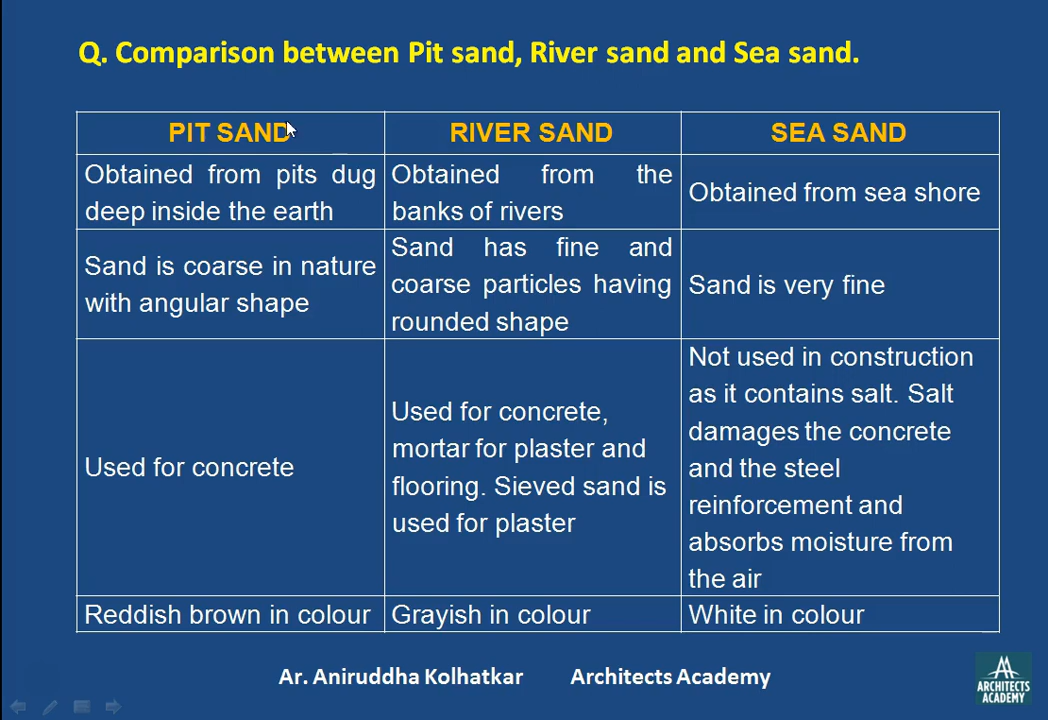 Q. Comparison between Pit sand, River sand and Sea sand.
PIT SAND
RIVER SAND
SEA SAND
Obtained from pits dug
deep inside the earth
Obtained from the
banks of rivers
Obtained from sea shore
Sand is coarse in nature
with angular shape
Sand has fine and
coarse particles having
rounded shape
Sand is very fine
Used for concrete
Used for concrete,
mortar for plaster and
flooring. Sieved sand is
used for plaster
Not used in construction
as it contains salt. Salt
damages the concrete
and the steel
reinforcement and
absorbs moisture from
the air
Reddish brown in colour
Grayish in colour
White in colour
Ar. Aniruddha Kolhatkar
Architects Academy
ARCHITECTS
ACADEMY